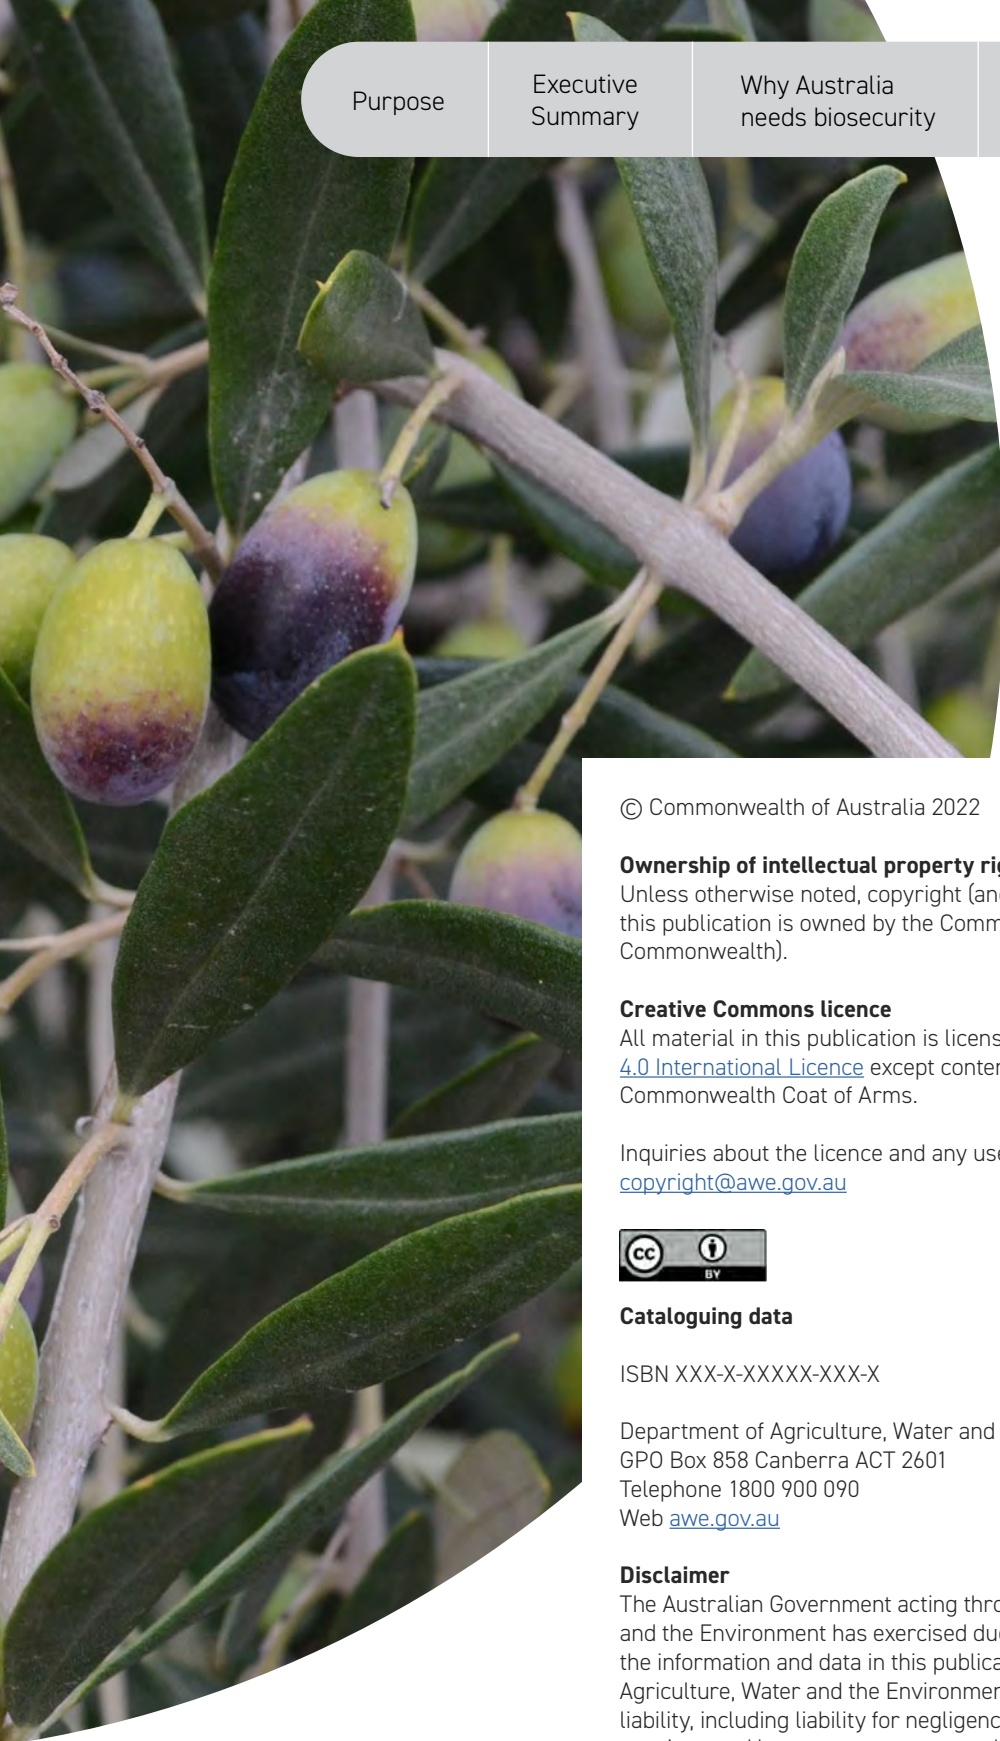 Purpose
Executive
Summary
Why Australia
needs biosecurity
© Commonwealth of Australia 2022
Ownership of intellectual property
Unless otherwise noted, copyright
this publication is owned by the
Commonwealth).
Creative Commons licence
All material in this publication is
4.0 International Licence except
Commonwealth Coat of Arms.
Inquiries about the licence and any
copyright@awe.gov.au
cc
BY
Cataloguing data
ISBN XXX-X-XXXXX-XXX-X
Department of Agriculture, Water and
GPO Box 858 Canberra ACT 2601
Telephone 1800 900 090
Web awe.gov.au
Disclaimer
The Australian Government acting
and the Environment has exercised
the information and data in this
Agriculture, Water and the
liability, including liability for